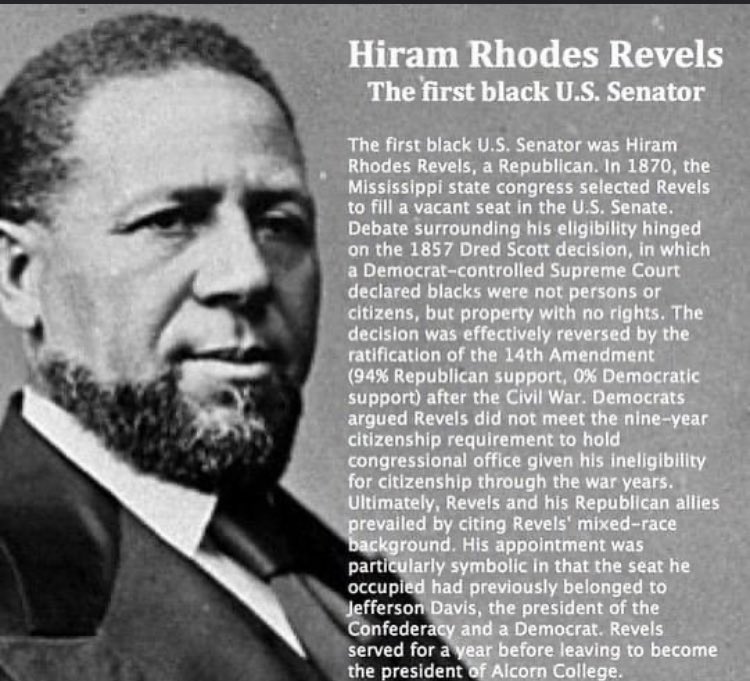 Hiram Rhodes Revels
The first black U.S. Senator
The first black U.S. Senator was Hiram
Rhodes Revels, a Republican. In 1870, the
Mississippi state congress selected Revels
to fill a vacant seat in the U.S. Senate.
Debate surrounding his eligibility hinged
on the 1857 Dred Scott decision, in which
a Democrat-controlled Supreme Court
declared blacks were not persons or
citizens, but property with no rights. The
decision was effectively reversed by the
ratification of the 14th Amendment
(94% Republican support, 0% Democratic
support) after the Civil War. Democrats
argued Revels did not meet the nine-year
citizenship requirement to hold
congressional office given his ineligibility
for citizenship through the war years.
Ultimately, Revels and his Republican allies
prevailed by citing Revels' mixed-race
background. His appointment was
particularly symbolic in that the seat he
occupied had previously belonged to
Jefferson Davis, the president of the
Confederacy and a Democrat. Revels
served for a year before leaving to become
the president of Alcorn College.